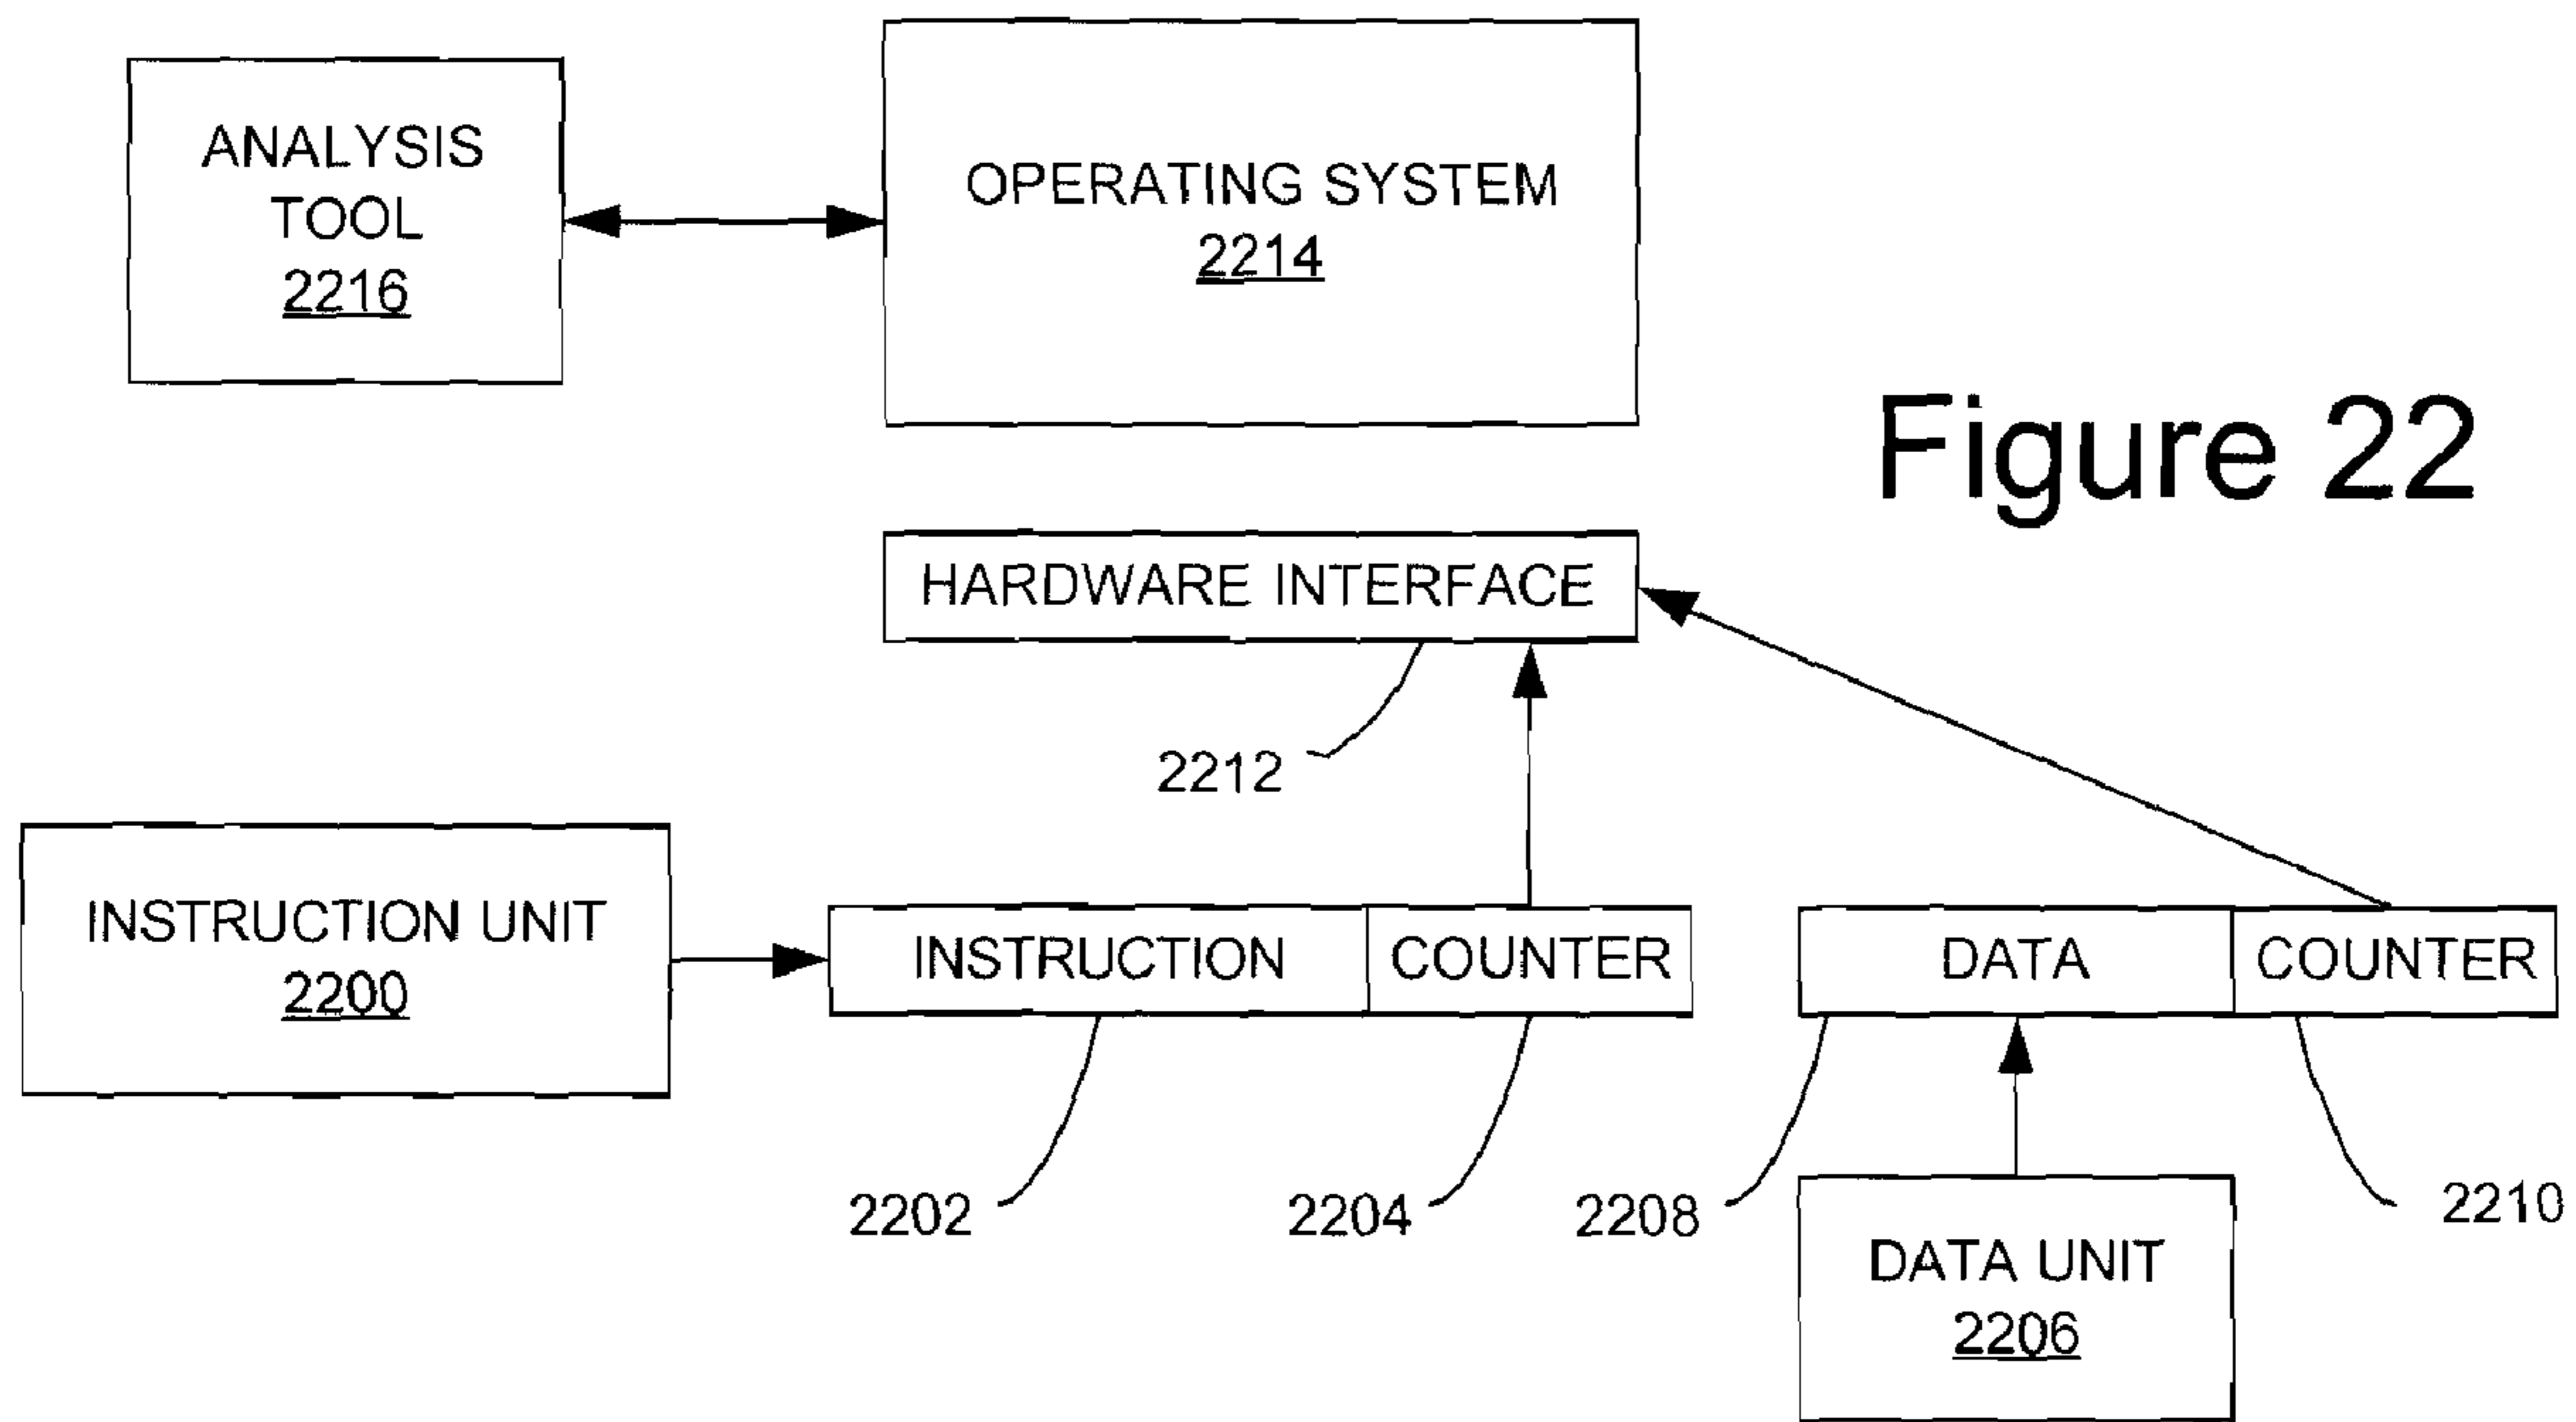 ANALYSIS
TOOL
2216
OPERATING SYSTEM
2214
Figure 22
HARDWARE INTERFACE
2212
INSTRUCTION UNIT
2200
INSTRUCTION
COUNTER
DATA
COUNTER
2202
2204
2208
2210
DATA UNIT
2206